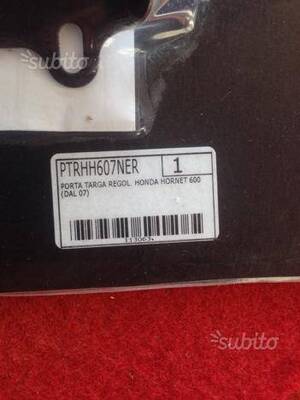 subito
PTRHH607NER 1
PORTA TARGA REGOL. HONDA HORNET 600
(DAL 07)
subito